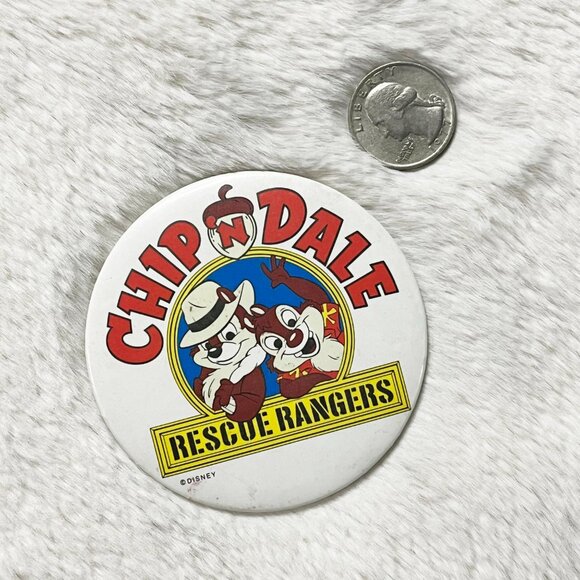 CHIP 'N DALE
RESCUE RANGERS
©DISNEY
LIBERTY